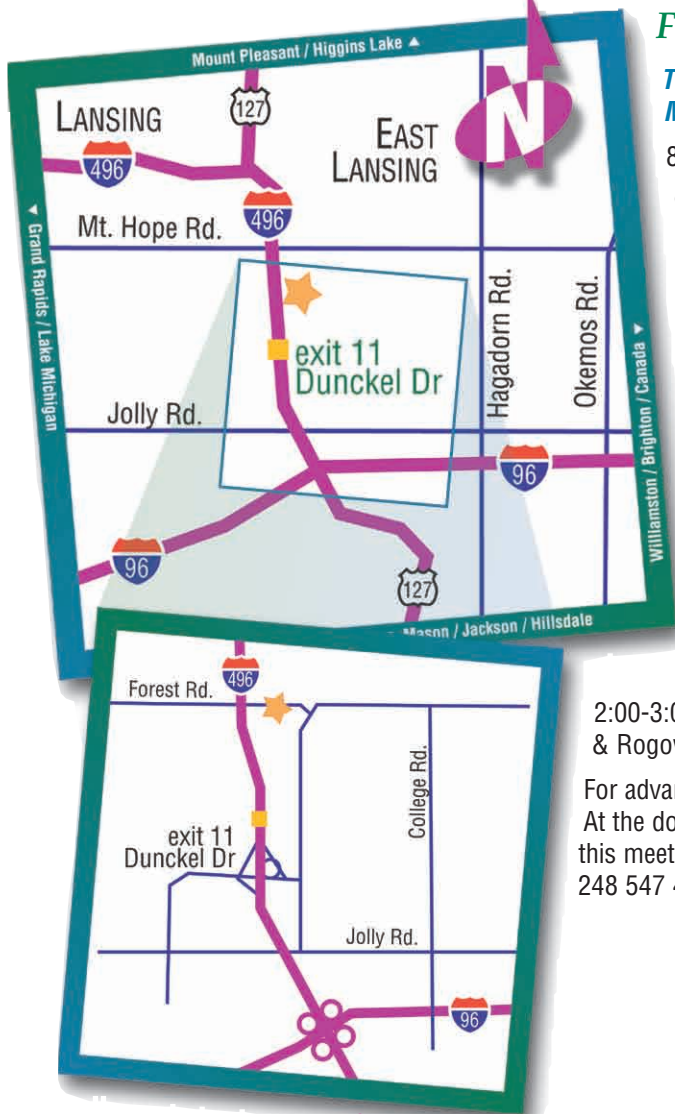 Mount Pleasant / Higgins Lake ▲
LANSING
127
EAST
LANSING
N
496
496
Mt. Hope Rd.
◄ Grand Rapids / Lake Michigan
exit 11
Dunckel Dr
Hagadorn Rd.
Okemos Rd.
Williamston / Brighton / Canada ►
Jolly Rd.
96
96
127
Mason / Jackson / Hillsdale
496
Forest Rd.
College Rd.
exit 11
Dunckel Dr
Jolly Rd.
96
F
T
M
8
2:00-3:0
& Rogov
For advan
At the do
this meet
248 547 4